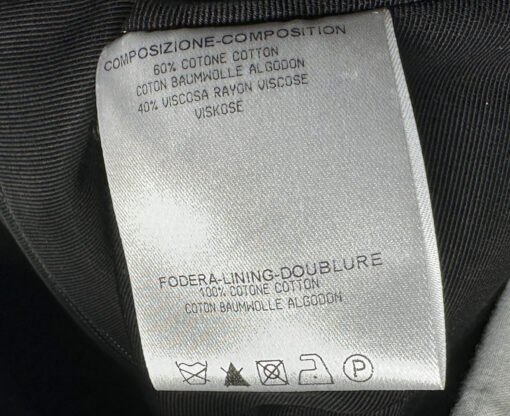 COMPOSIZIONE-COMPOSITION
60% COTONE COTTON
COTON BAUMWOLLE ALGODON
40% VISCOSA RAYON VISCOSE
VISKOSE
FODERA-LINING-DOUBLURE
100% COTONE COTTON
COTON BAUMWOLLE ALGODON
P